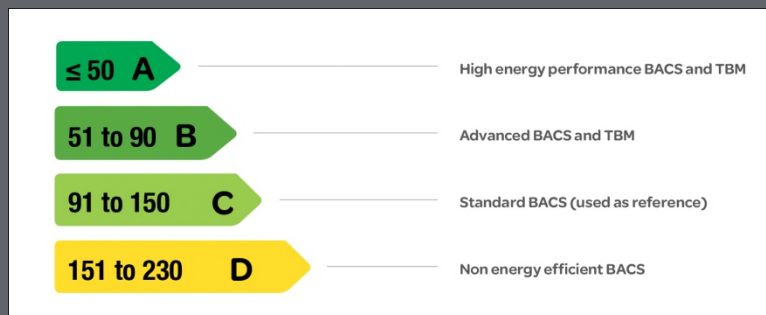 ≤ 50 A High energy performance BACS and TBM
51 to 90 B Advanced BACS and TBM
91 to 150 C Standard BACS (used as reference)
151 to 230 D Non energy efficient BACS